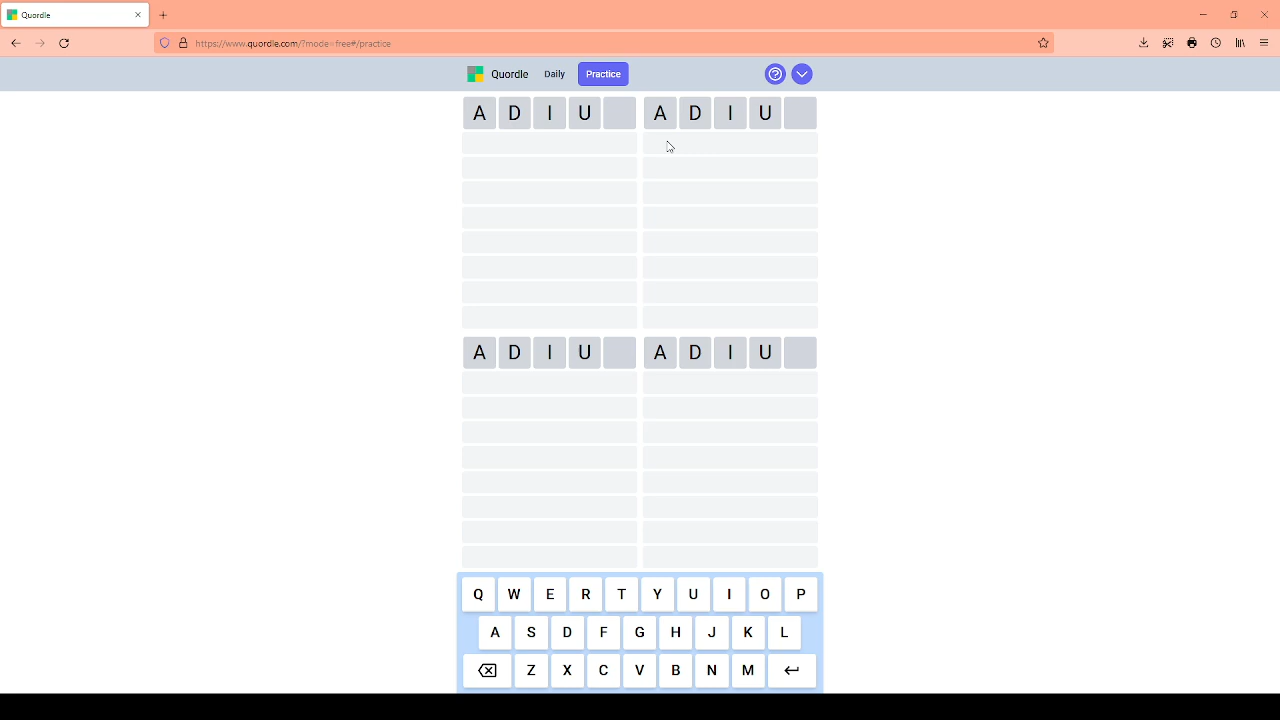 Quordle
https://www.quordle.com/?mode=free#/practice
Quordle Daily Practice
A D I U A D I U
A D I U A D I U
Q W E R T Y U I O P
A S D F G H J K L
Z X C V B N M